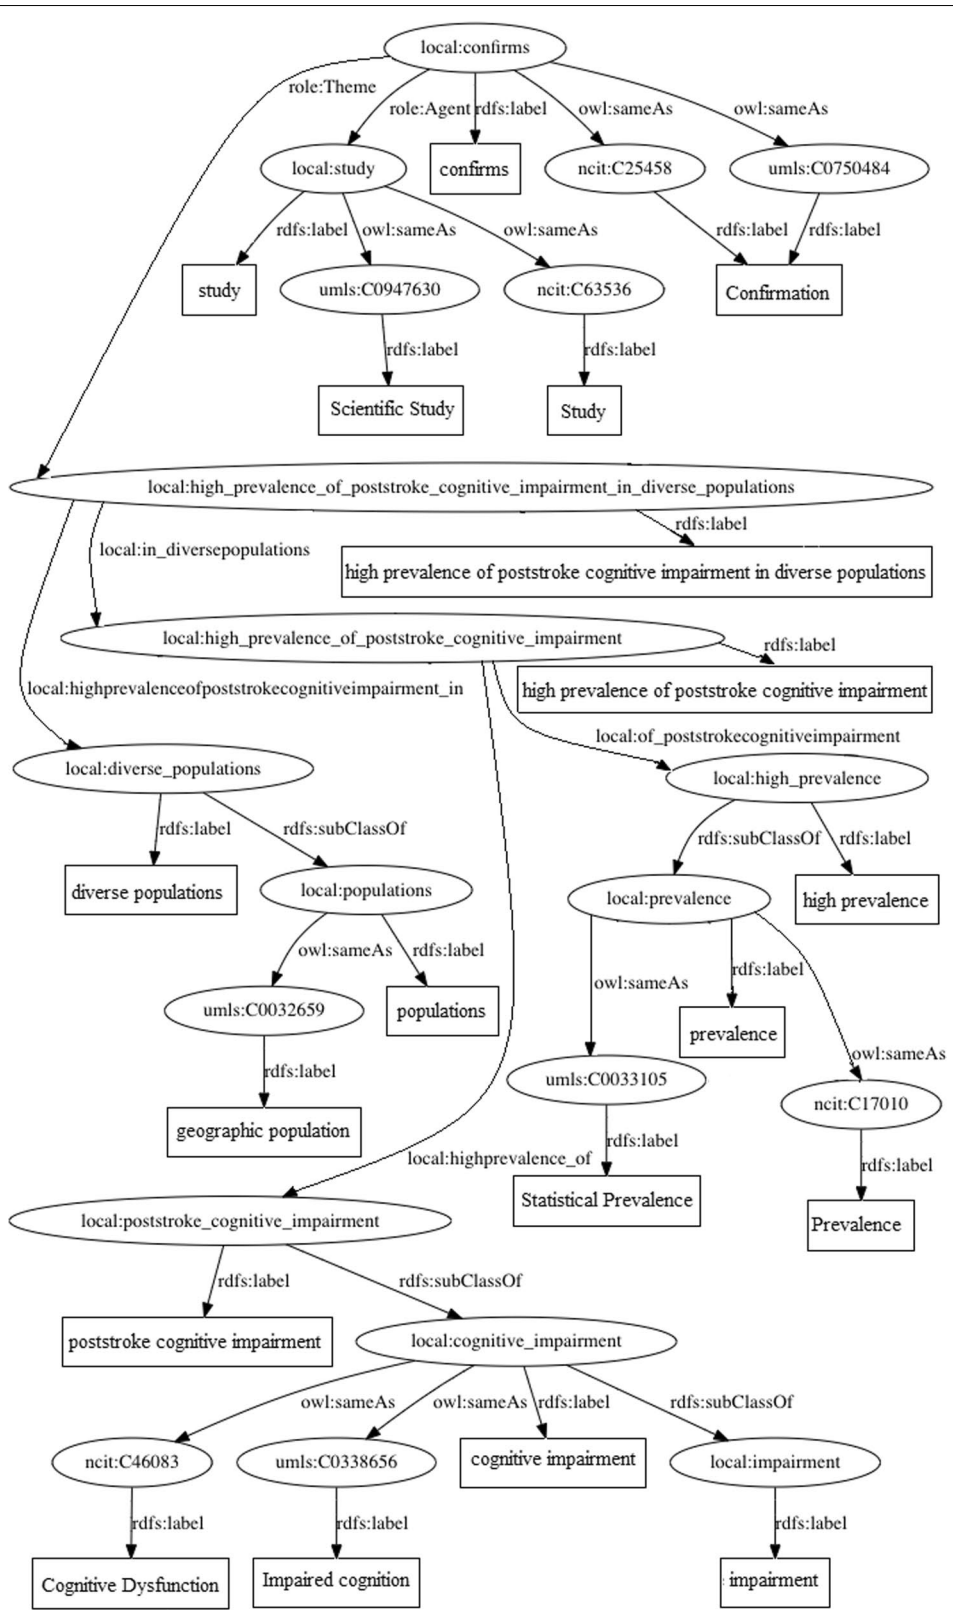 local:confirms
role:Theme
role:Agent
rdfs:label
owl:sameAs
owl:sameAs
local:study
confirms
ncit:C25458
umls:C0750484
rdfs:label
owl:sameAs
owl:sameAs
rdfs:label
rdfs:label
study
umls:C0947630
ncit:C63536
Confirmation
rdfs:label
rdfs:label
Scientific Study
Study
local:high_prevalence_of_poststroke_cognitive_impairment_in_diverse_populations
rdfs:label
local:in_diversepopulations
high prevalence of poststroke cognitive impairment in diverse populations
local:high_prevalence_of_poststroke_cognitive_impairment
rdfs:label
local:highprevalenceofpoststrokecognitiveimpairment_in
high prevalence of poststroke cognitive impairment
local:of_poststrokecognitiveimpairment
local:diverse_populations
local:high_prevalence
rdfs:label
rdfs:subClassOf
rdfs:subClassOf
rdfs:label
diverse populations
local:populations
local:prevalence
high prevalence
owl:sameAs
rdfs:label
owl:sameAs
rdfs:label
umls:C0032659
populations
prevalence
owl:sameAs
rdfs:label
umls:C0033105
ncit:C17010
geographic population
rdfs:label
local:highprevalence_of
rdfs:label
Statistical Prevalence
Prevalence
local:poststroke_cognitive_impairment
rdfs:label
rdfs:subClassOf
poststroke cognitive impairment
local:cognitive_impairment
owl:sameAs
owl:sameAs
rdfs:label
rdfs:subClassOf
ncit:C46083
umls:C0338656
cognitive impairment
local:impairment
rdfs:label
rdfs:label
rdfs:label
Cognitive Dysfunction
Impaired cognition
impairment